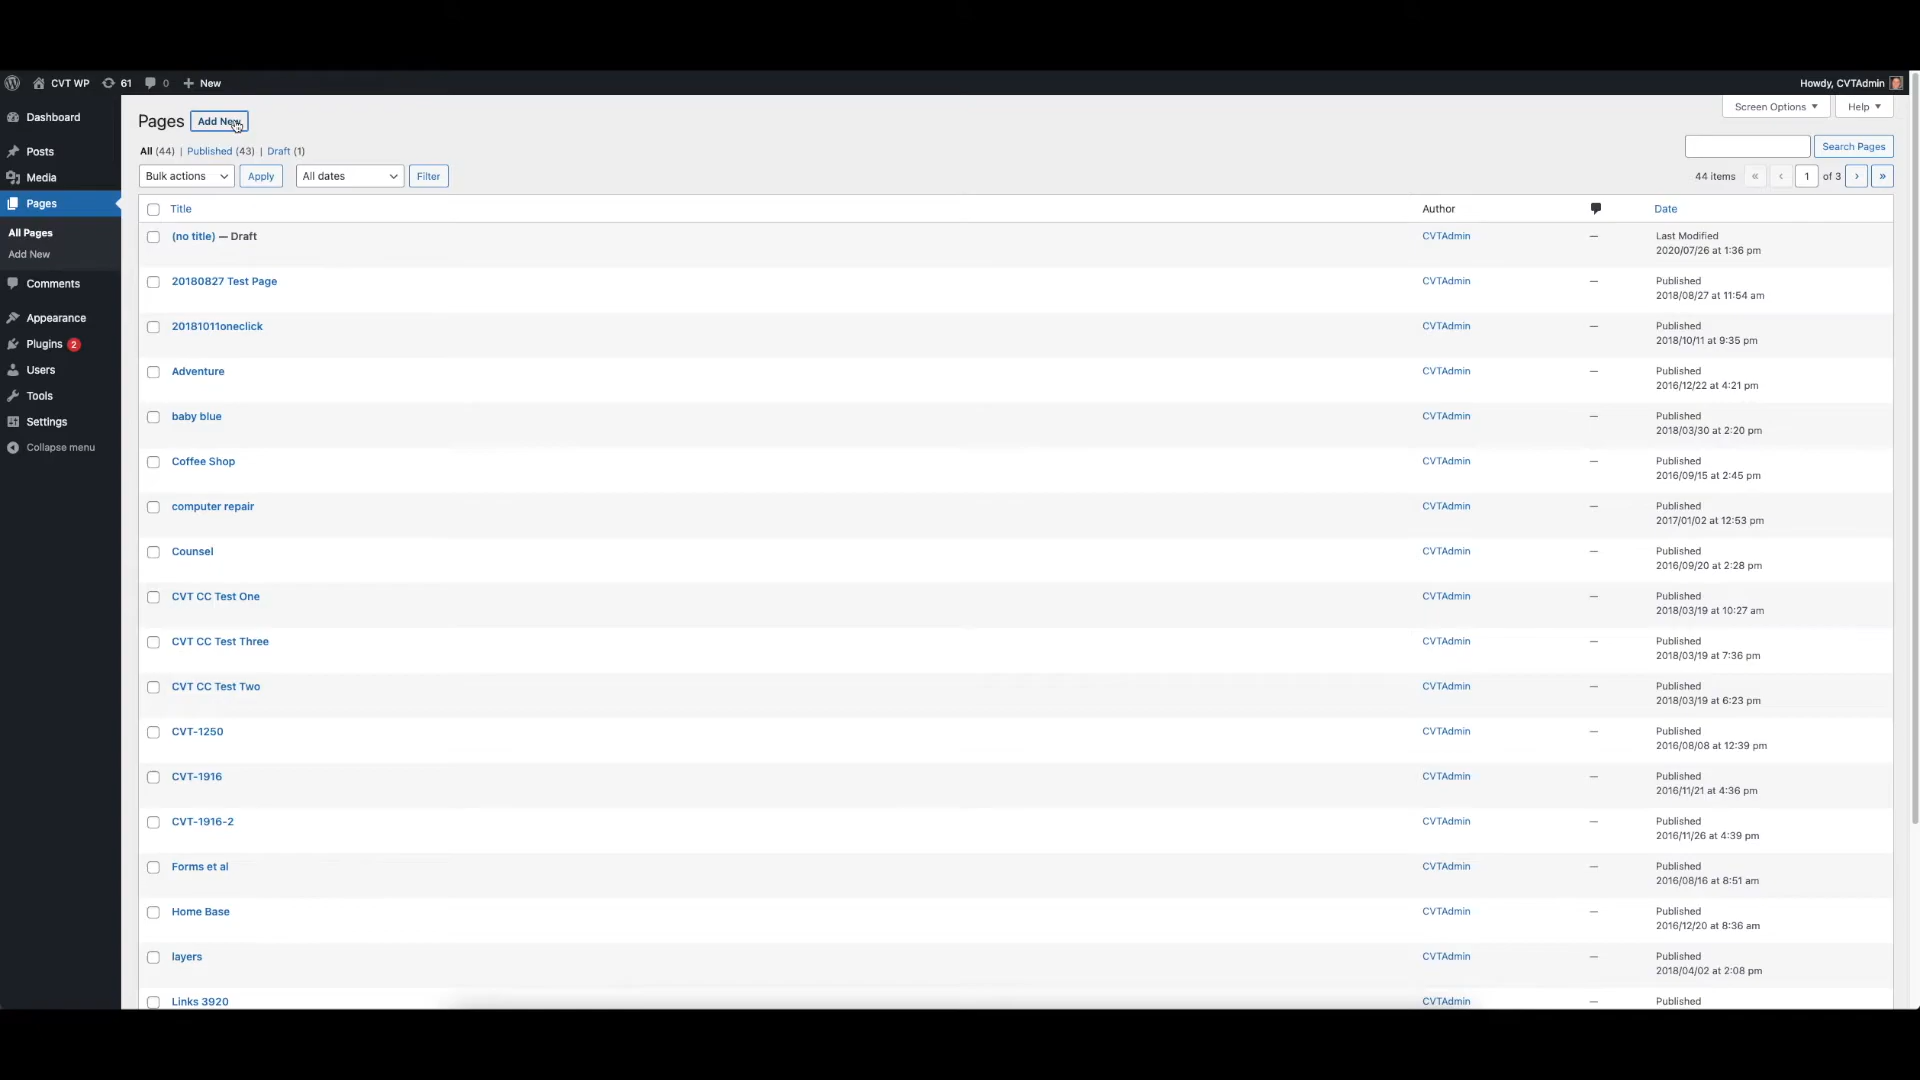 CVT WP 61 0 New Howdy, CVTAdmin
Dashboard
Posts
Media
Pages
All Pages
Add New
Comments
Appearance
Plugins 2
Users
Tools
Settings
Collapse menu
Screen Options Help
Pages Add New
All (44) | Published (43) | Draft (1)
Search Pages
Bulk actions Apply All dates Filter
44 items « ‹ 1 of 3 › »
Title Author Date
(no title) — Draft CVTAdmin — Last Modified
2020/07/26 at 1:36 pm
20180827 Test Page CVTAdmin — Published
2018/08/27 at 11:54 am
20181011oneclick CVTAdmin — Published
2018/10/11 at 9:35 pm
Adventure CVTAdmin — Published
2016/12/22 at 4:21 pm
baby blue CVTAdmin — Published
2018/03/30 at 2:20 pm
Coffee Shop CVTAdmin — Published
2016/09/15 at 2:45 pm
computer repair CVTAdmin — Published
2017/01/02 at 12:53 pm
Counsel CVTAdmin — Published
2016/09/20 at 2:28 pm
CVT CC Test One CVTAdmin — Published
2018/03/19 at 10:27 am
CVT CC Test Three CVTAdmin — Published
2018/03/19 at 7:36 pm
CVT CC Test Two CVTAdmin — Published
2018/03/19 at 6:23 pm
CVT-1250 CVTAdmin — Published
2016/08/08 at 12:39 pm
CVT-1916 CVTAdmin — Published
2016/11/21 at 4:36 pm
CVT-1916-2 CVTAdmin — Published
2016/11/26 at 4:39 pm
Forms et al CVTAdmin — Published
2016/08/16 at 8:51 am
Home Base CVTAdmin — Published
2016/12/20 at 8:36 am
layers CVTAdmin — Published
2018/04/02 at 2:08 pm
Links 3920 CVTAdmin — Published